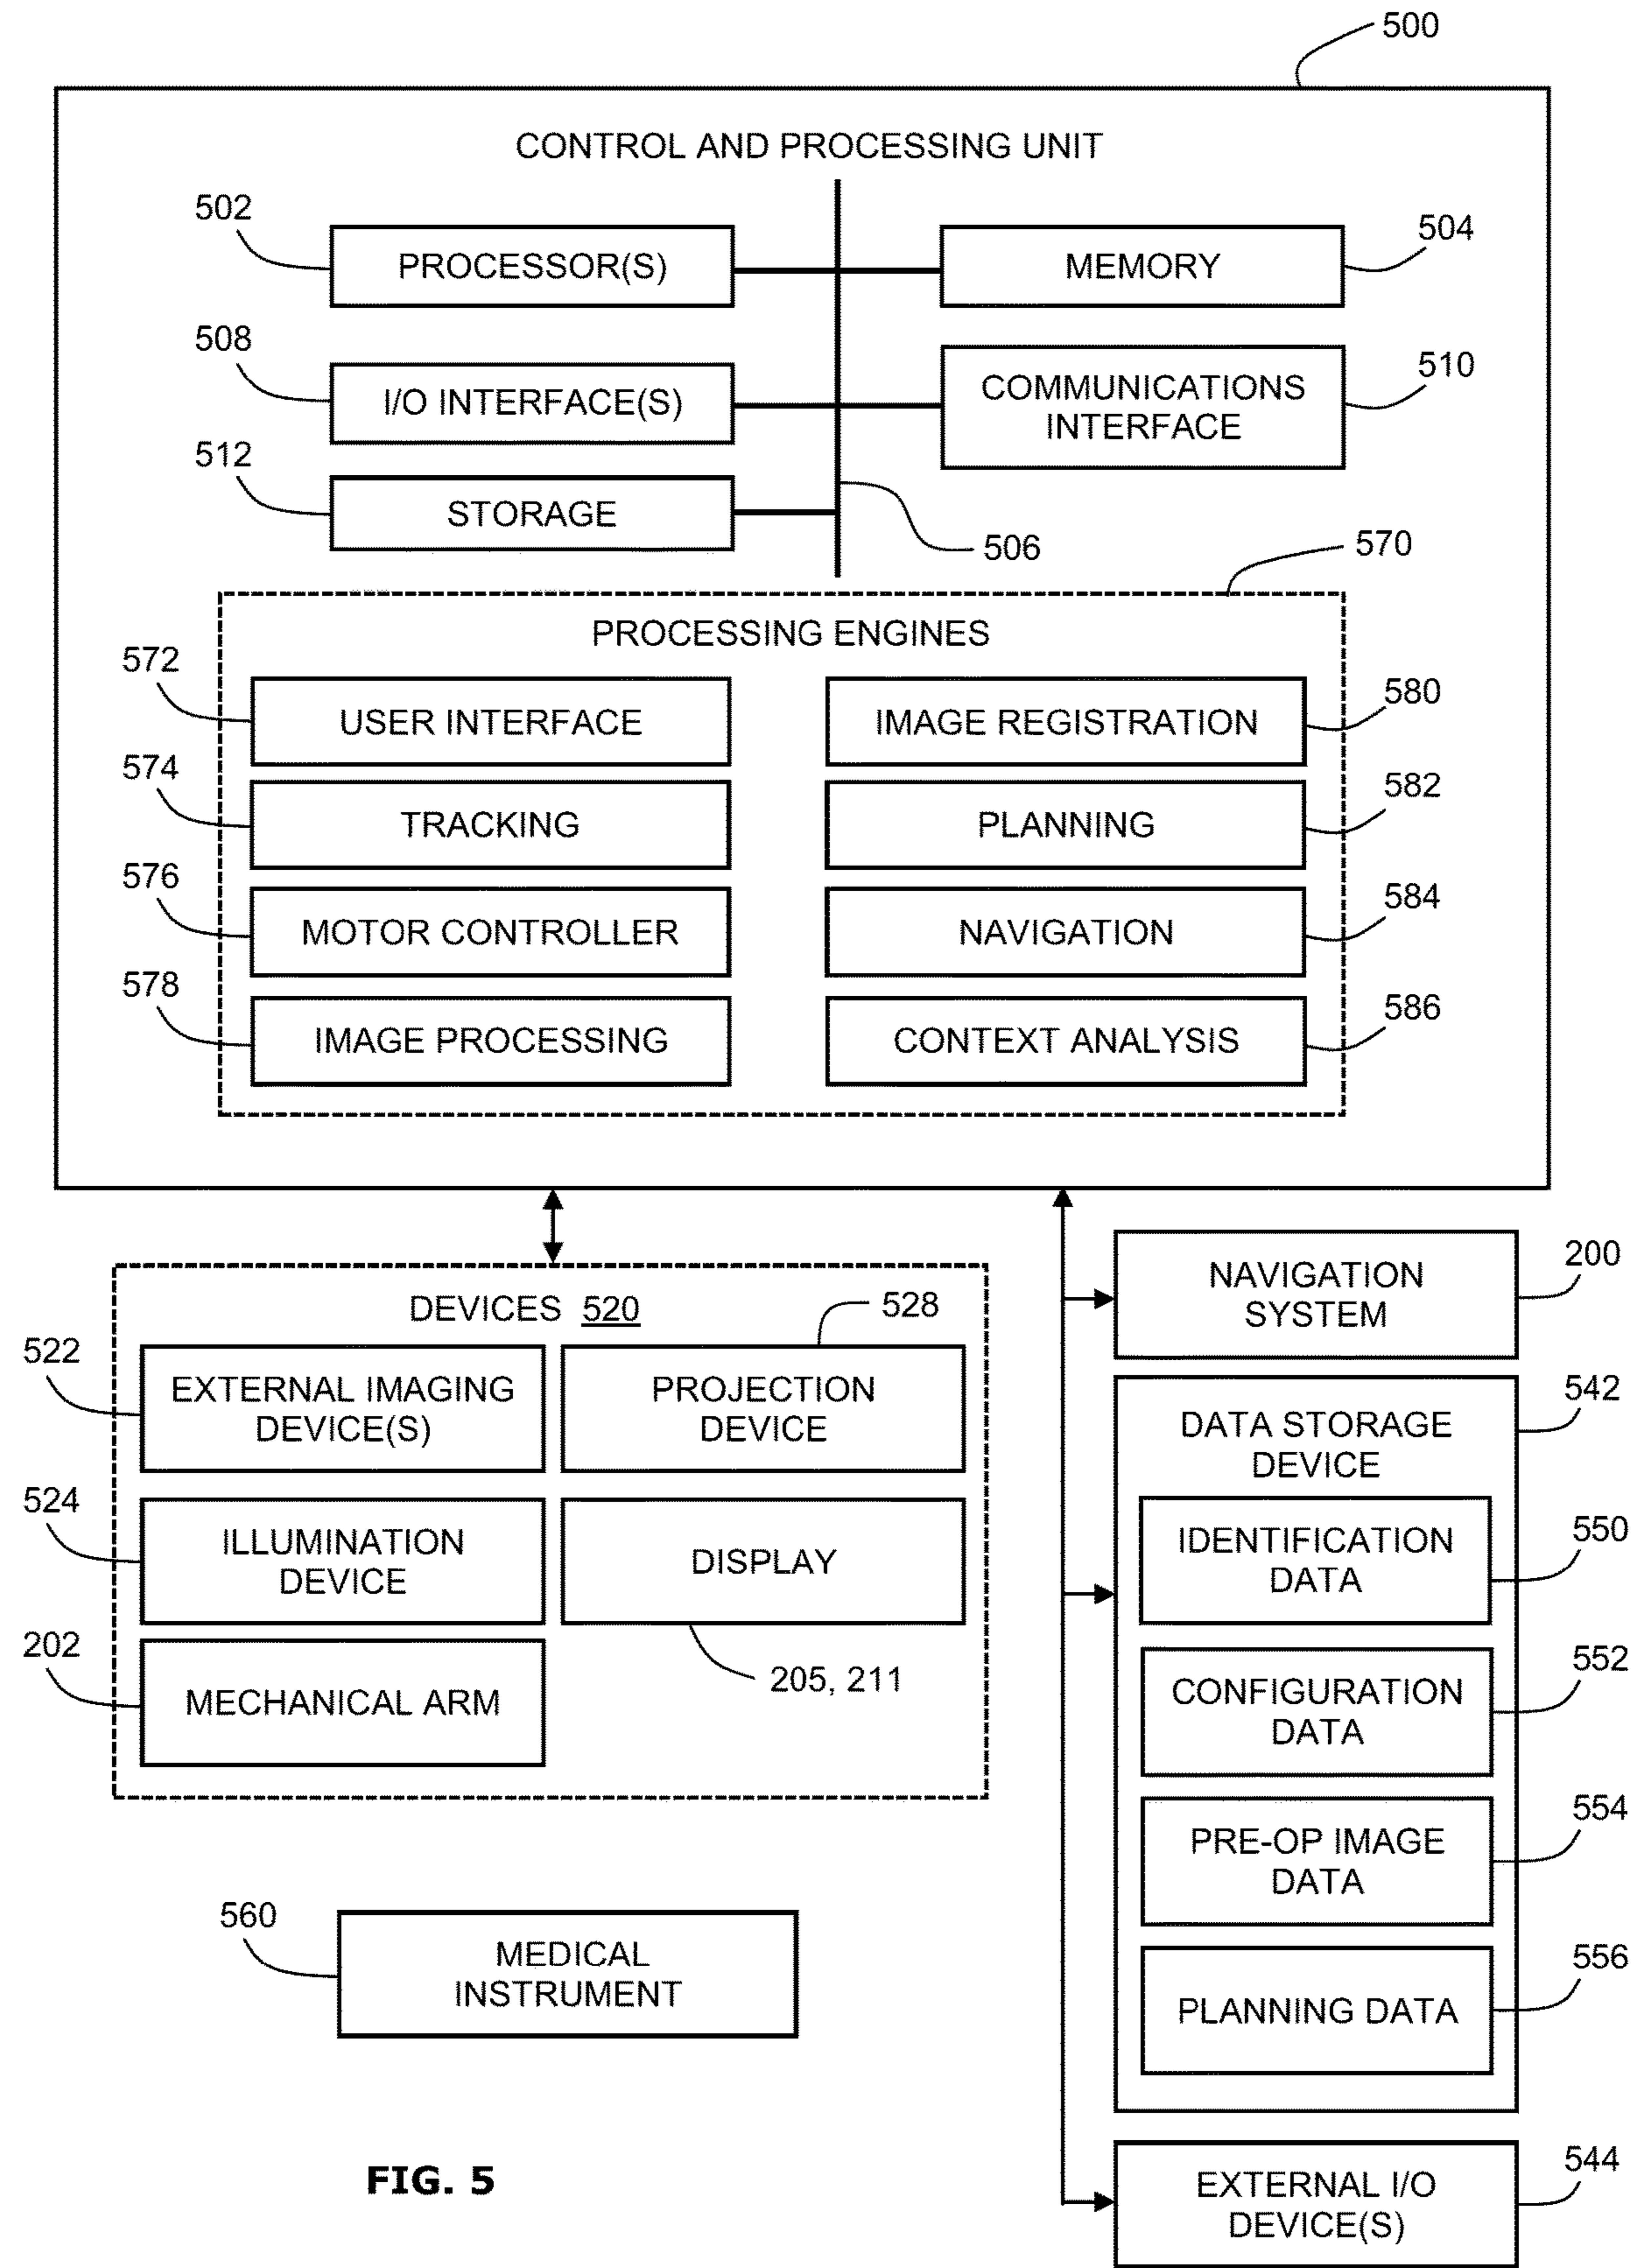 500
CONTROL AND PROCESSING UNIT
502
PROCESSOR(S)
MEMORY
504
508
I/O INTERFACE(S)
COMMUNICATIONS
INTERFACE
510
512
STORAGE
506
570
PROCESSING ENGINES
572
USER INTERFACE
IMAGE REGISTRATION
580
574
TRACKING
PLANNING
582
576
MOTOR CONTROLLER
NAVIGATION
584
578
IMAGE PROCESSING
CONTEXT ANALYSIS
586
DEVICES 520
528
522
EXTERNAL IMAGING
DEVICE(S)
PROJECTION
DEVICE
524
ILLUMINATION
DEVICE
DISPLAY
202
MECHANICAL ARM
205, 211
NAVIGATION
SYSTEM
200
542
DATA STORAGE
DEVICE
IDENTIFICATION
DATA
550
CONFIGURATION
DATA
552
PRE-OP IMAGE
DATA
554
PLANNING DATA
556
560
MEDICAL
INSTRUMENT
EXTERNAL I/O
DEVICE(S)
544
FIG. 5